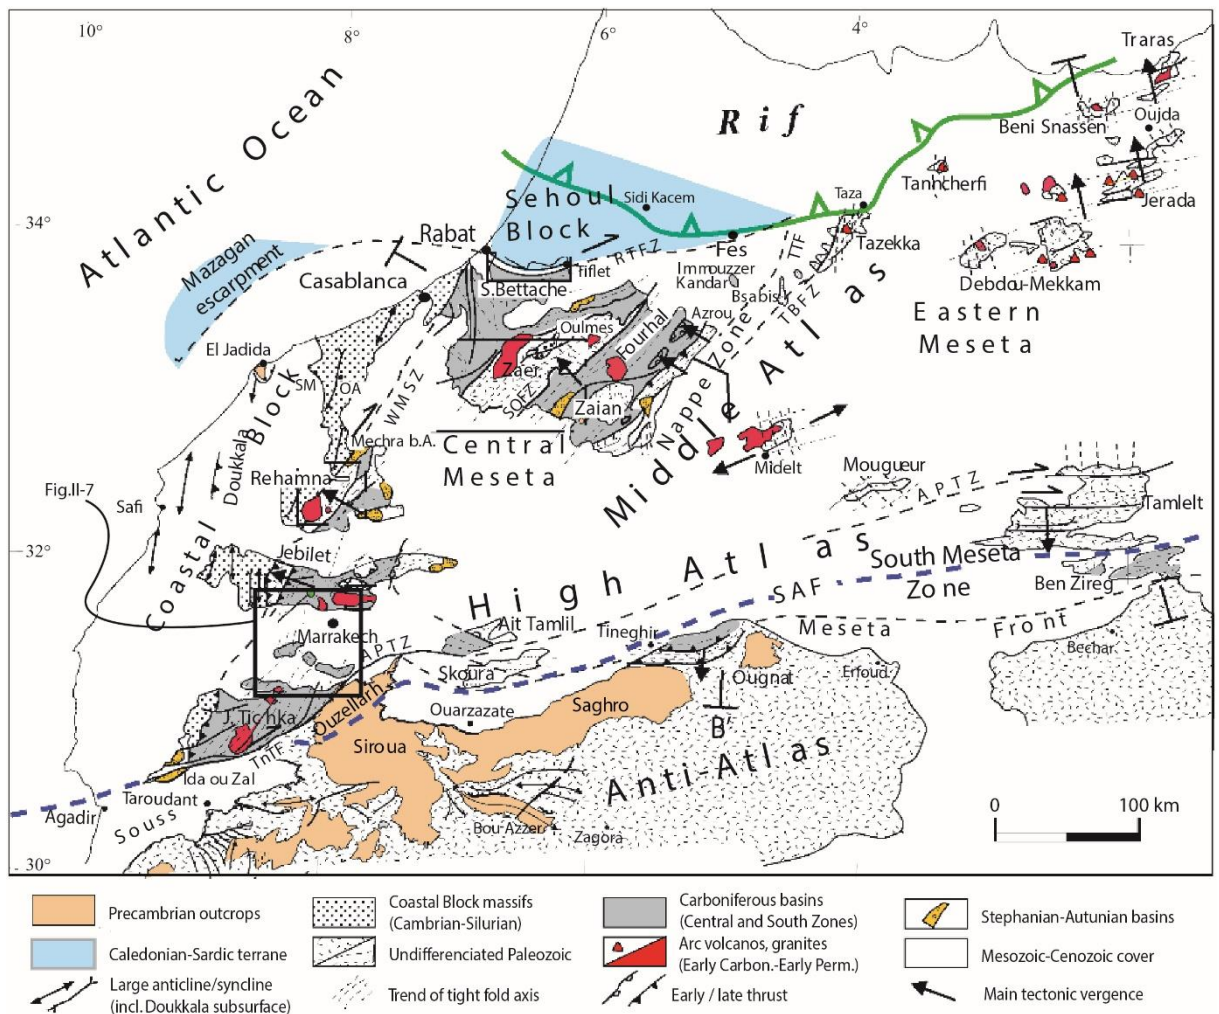 10°
8°
6°
4°
Traras
Atlantic Ocean
Rif
Beni Snassen
Oujda
Sehoul
Block
Sidi Kacem
Taza
Tanncherfi
Jerada
34°
Rabat
Mazagan
escarpment
Casablanca
RTFZ
Fes
TTF
Tazekka
Tiflet
S.Bettache
Immouzzer
Kandar
Bsabis
TBFZ
Debdou-Mekkam
Eastern
Meseta
Oulmes
Fourhal
Azrou
El Jadida
SM
OA
WMSZ
Zaer
SOFZ
Zaian
Nappe Zone
Middle Atlas
Coastal Block
Doukkala
Mechra b.A.
Central
Meseta
Midelt
Mougueur
APTZ
Fig.II-7
Rehamna
Safi
Tamlelt
32°
Jebilet
High Atlas
South Meseta
Zone
SAF
Ben Zireg
Marrakech
APTZ
Ait Tamlil
Tineghir
Meseta
Front
Bechar
Skoura
Erfoud
Ougnat
J. Tichka
Ouzellarh
Ouarzazate
Saghro
B'
TnTF
Siroua
Anti-Atlas
Ida ou Zal
Taroudant
Agadir
Souss
Bou-Azzer
Zagora
0
100 km
30°
Precambrian outcrops
Coastal Block massifs
(Cambrian-Silurian)
Carboniferous basins
(Central and South Zones)
Stephanian-Autunian basins
Caledonian-Sardic terrane
Undifferenciated Paleozoic
Arc volcanos, granites
(Early Carbon.-Early Perm.)
Mesozoic-Cenozoic cover
Large anticline/syncline
(incl. Doukkala subsurface)
Trend of tight fold axis
Early / late thrust
Main tectonic vergence